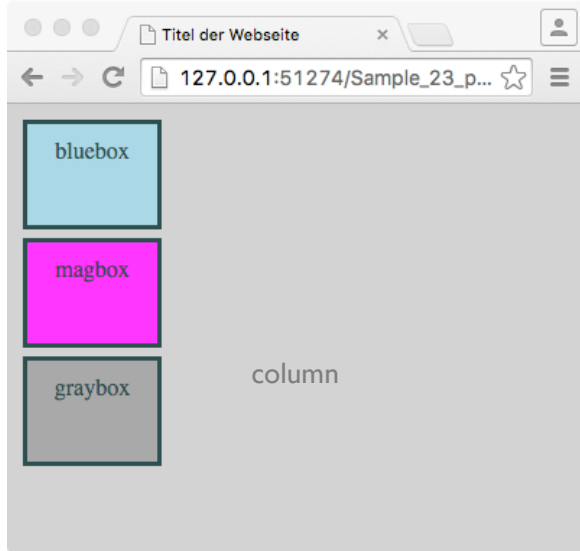 Titel der Webseite
127.0.0.1:51274/Sample_23_p...
bluebox
magbox
column
graybox